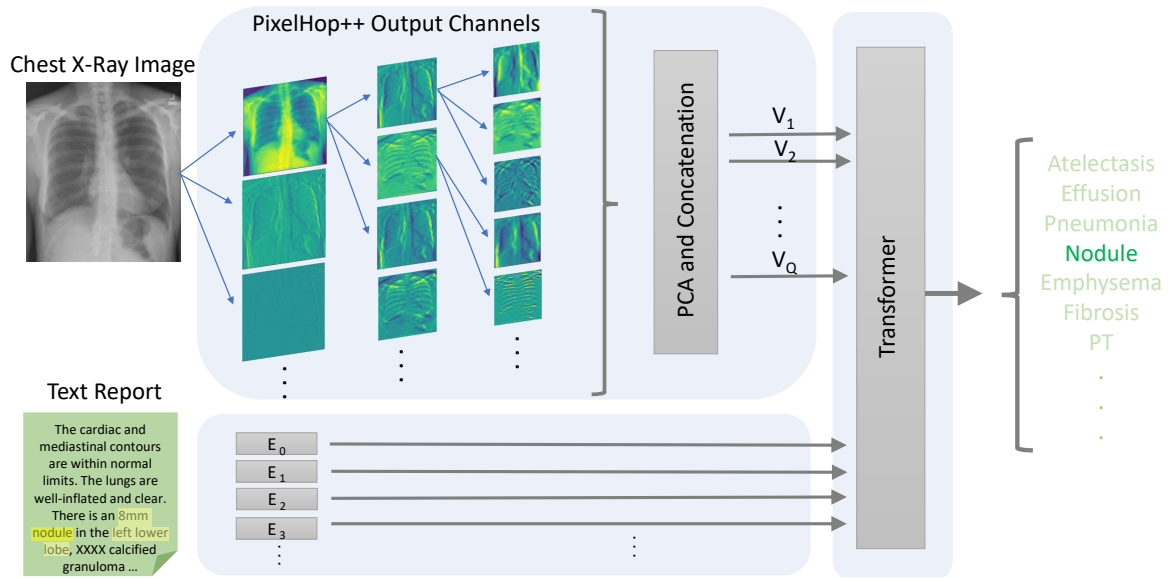 PixelHop++ Output Channels
Chest X-Ray Image
PCA and Concatenation
V1
V2
VQ
Transformer
Atelectasis
Effusion
Pneumonia
Nodule
Emphysema
Fibrosis
PT
.
.
.
Text Report
The cardiac and
mediastinal contours
are within normal
limits. The lungs are
well-inflated and clear.
There is an 8mm
nodule in the left lower
lobe, XXXX calcified
granuloma ...
E0
E1
E2
E3